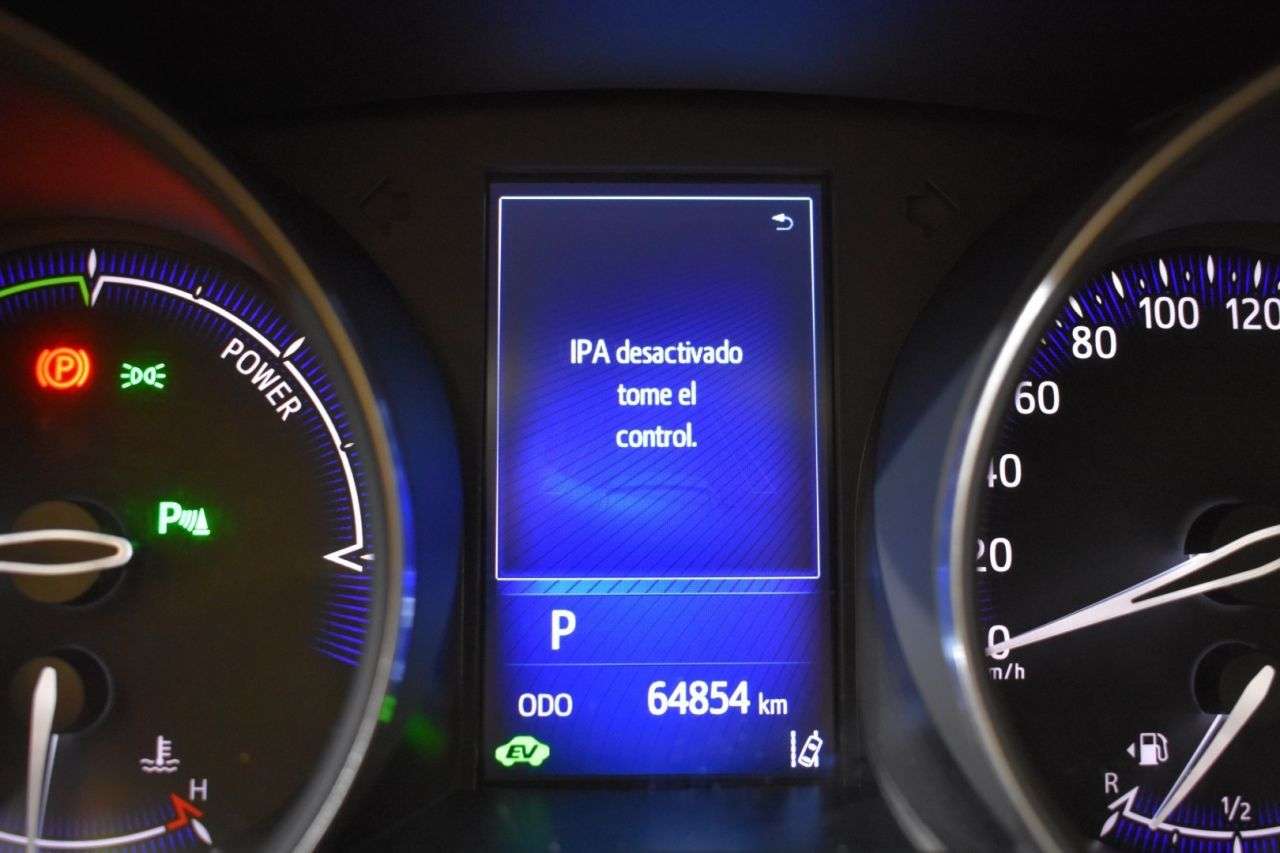 IPA desactivado
tome el
control.
P
ODO 64854 km
EV
POWER
P
P
H
120
100
80
60
40
20
0
m/h
R
1/2